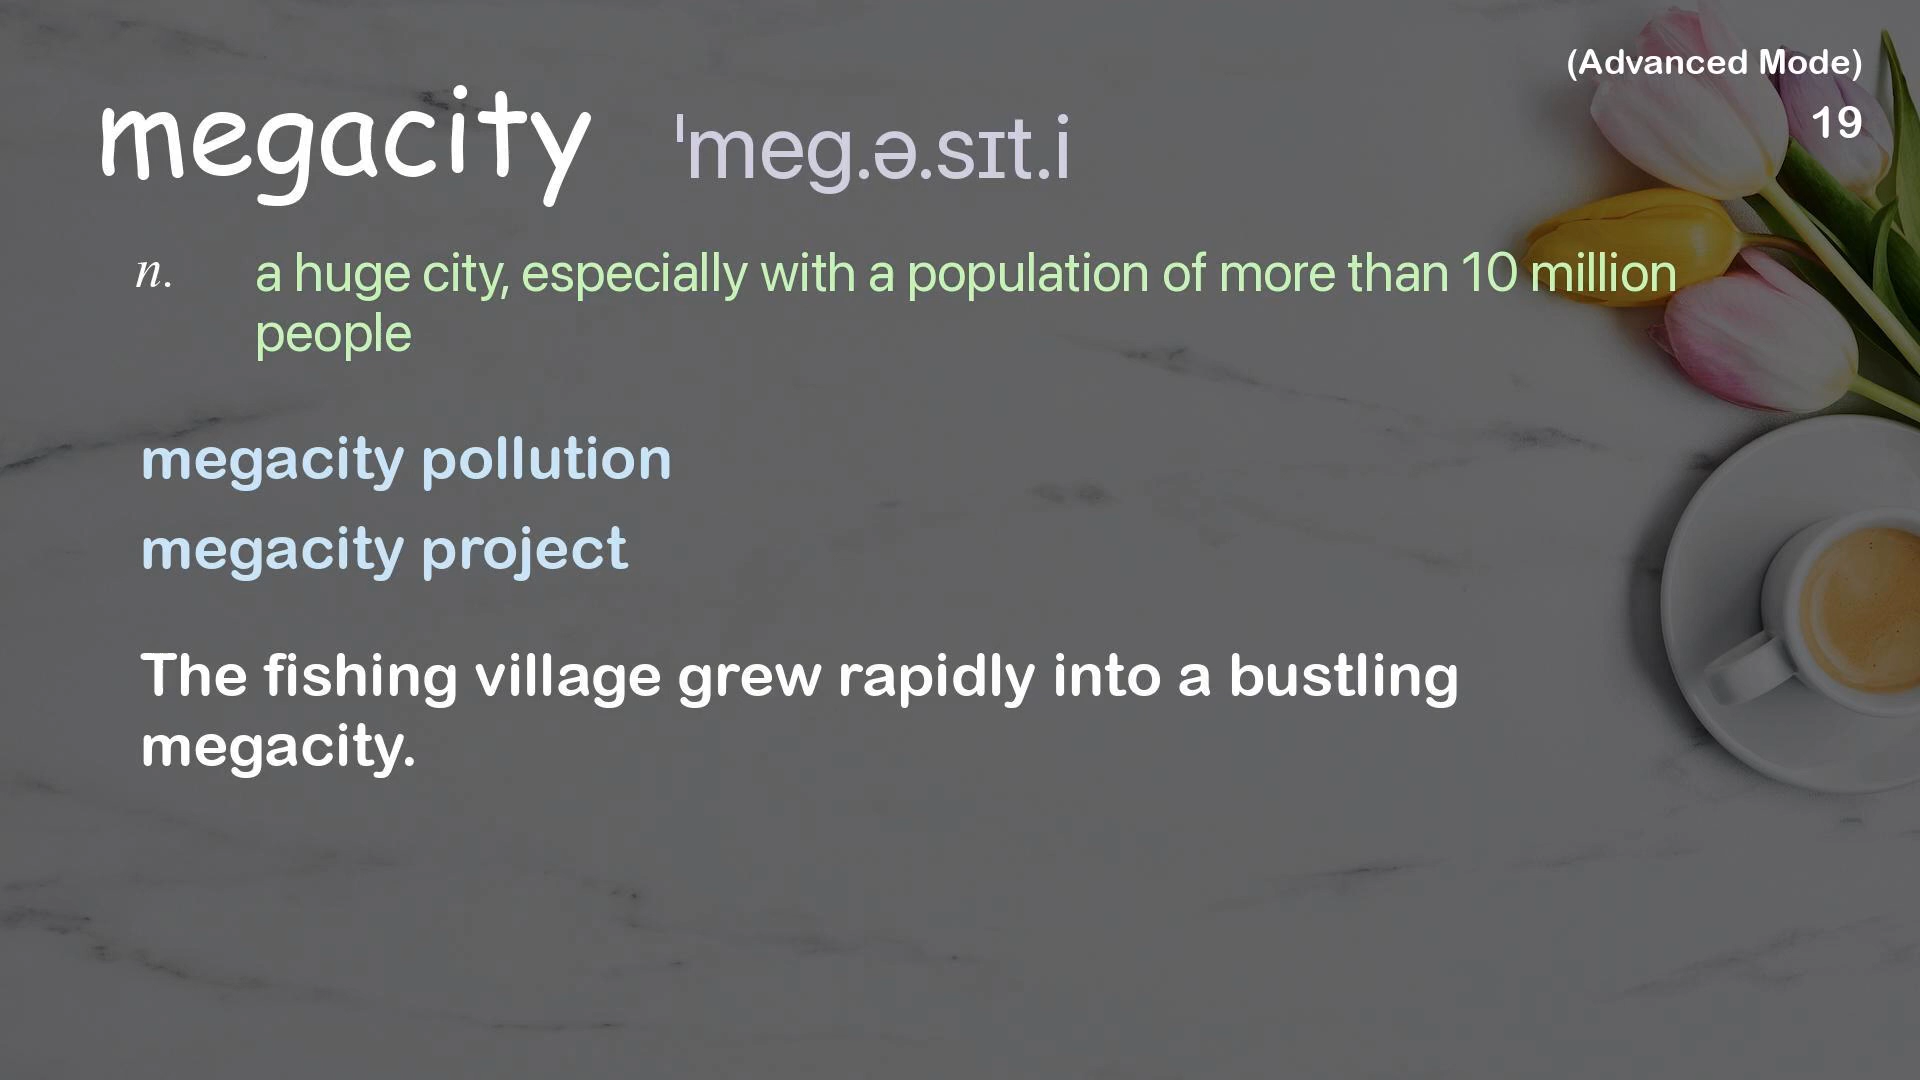 (Advanced Mode)
19
megacity ˈmeg.ə.sɪt.i
n. a huge city, especially with a population of more than 10 million
people
megacity pollution
megacity project
The fishing village grew rapidly into a bustling
megacity.